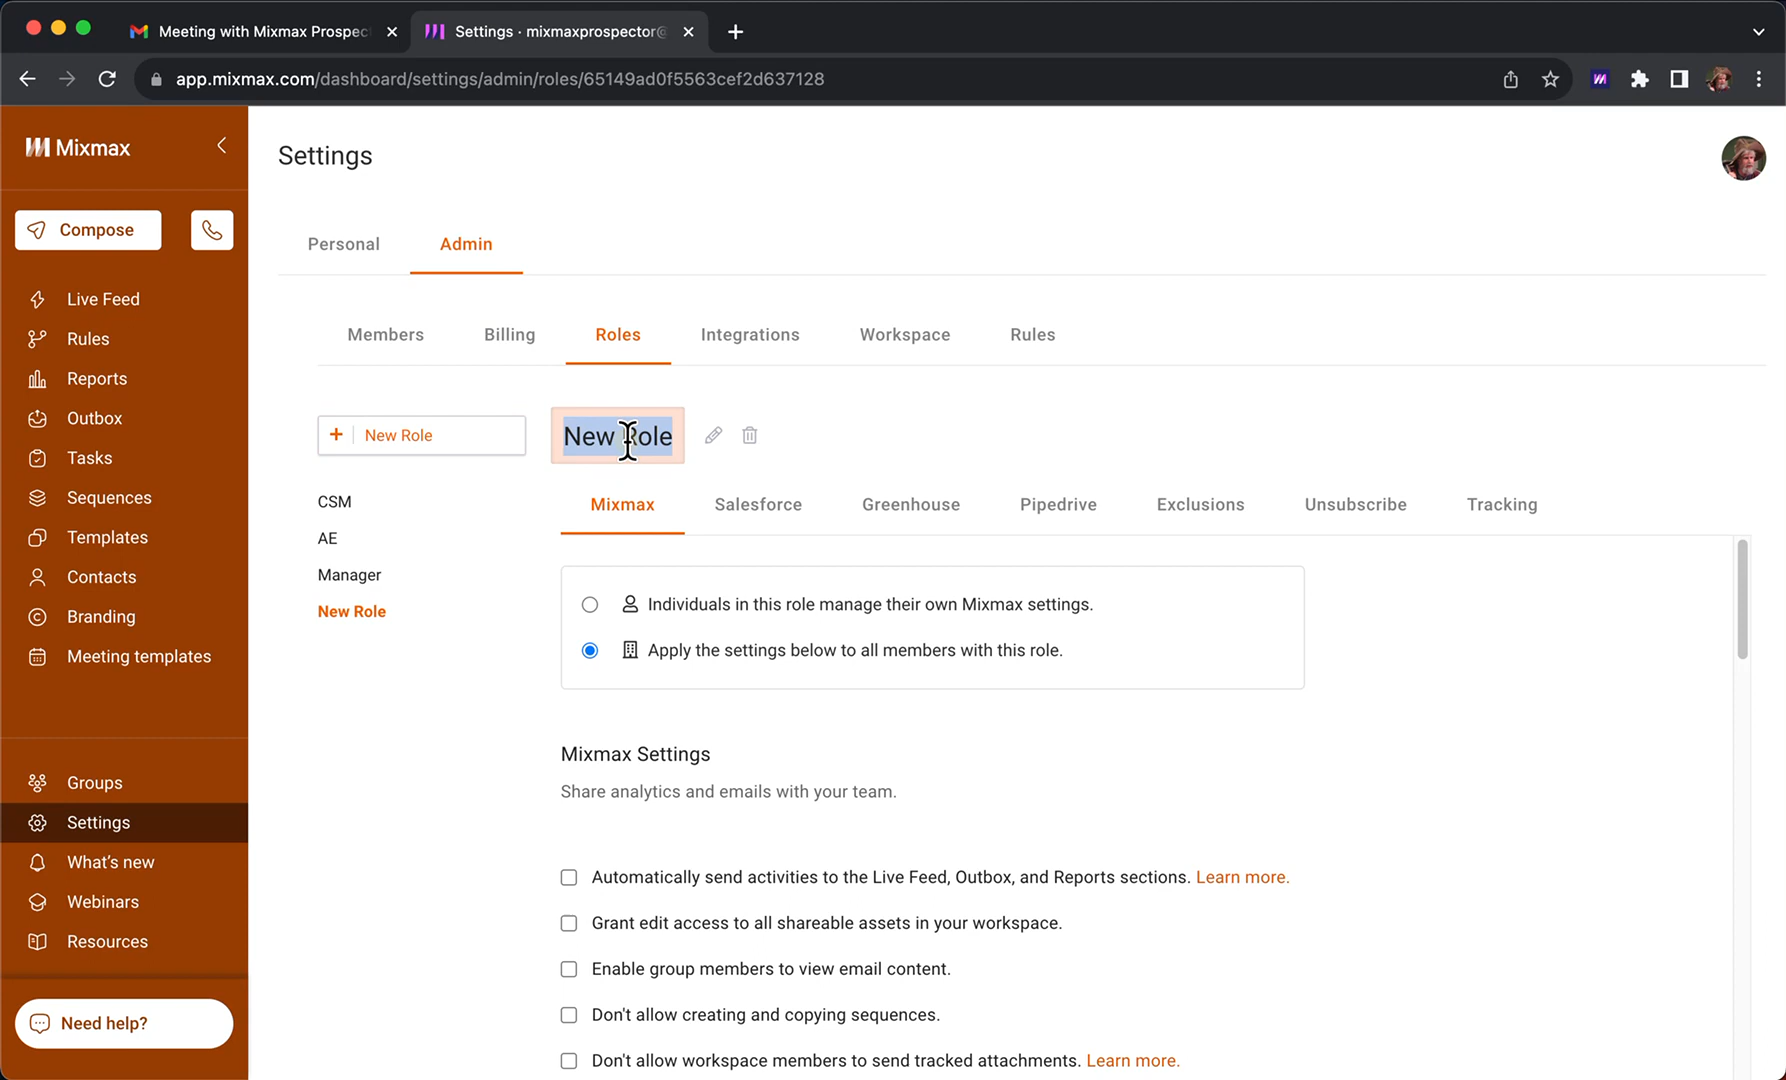 Meeting with Mixmax Prospec
Settings · mixmaxprospector@
app.mixmax.com/dashboard/settings/admin/roles/65149ad0f5563cef2d637128
Mixmax
Compose
Live Feed
Rules
Reports
Outbox
Tasks
Sequences
Templates
Contacts
Branding
Meeting templates
Groups
Settings
What's new
Webinars
Resources
Need help?
Settings
Personal
Admin
Members
Billing
Roles
Integrations
Workspace
Rules
+ New Role
CSM
AE
Manager
New Role
New Role
Mixmax
Salesforce
Greenhouse
Pipedrive
Exclusions
Unsubscribe
Tracking
Individuals in this role manage their own Mixmax settings.
Apply the settings below to all members with this role.
Mixmax Settings
Share analytics and emails with your team.
Automatically send activities to the Live Feed, Outbox, and Reports sections. Learn more.
Grant edit access to all shareable assets in your workspace.
Enable group members to view email content.
Don't allow creating and copying sequences.
Don't allow workspace members to send tracked attachments. Learn more.